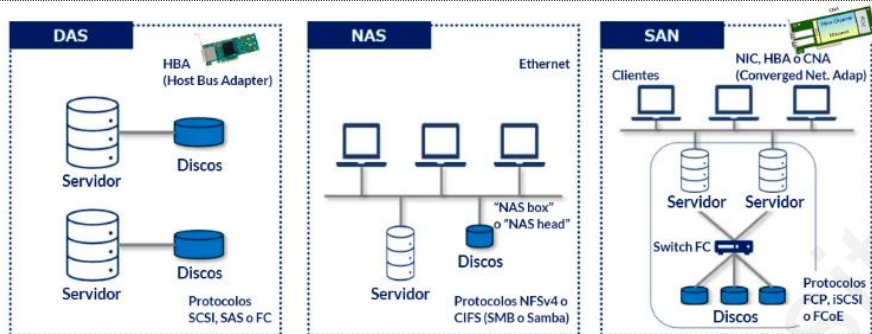 DAS
HBA
(Host Bus Adapter)
Servidor
Discos
Servidor
Discos
Protocolos
SCSI, SAS o FC
NAS
Ethernet
"NAS box"
o "NAS head"
Servidor
Discos
Protocolos NFSv4 o
CIFS (SMB o Samba)
SAN
NIC, HBA o CNA
(Converged Net. Adap)
Clientes
Servidor
Servidor
Switch FC
Discos
Protocolos
FCP, iSCSI
o FCoE